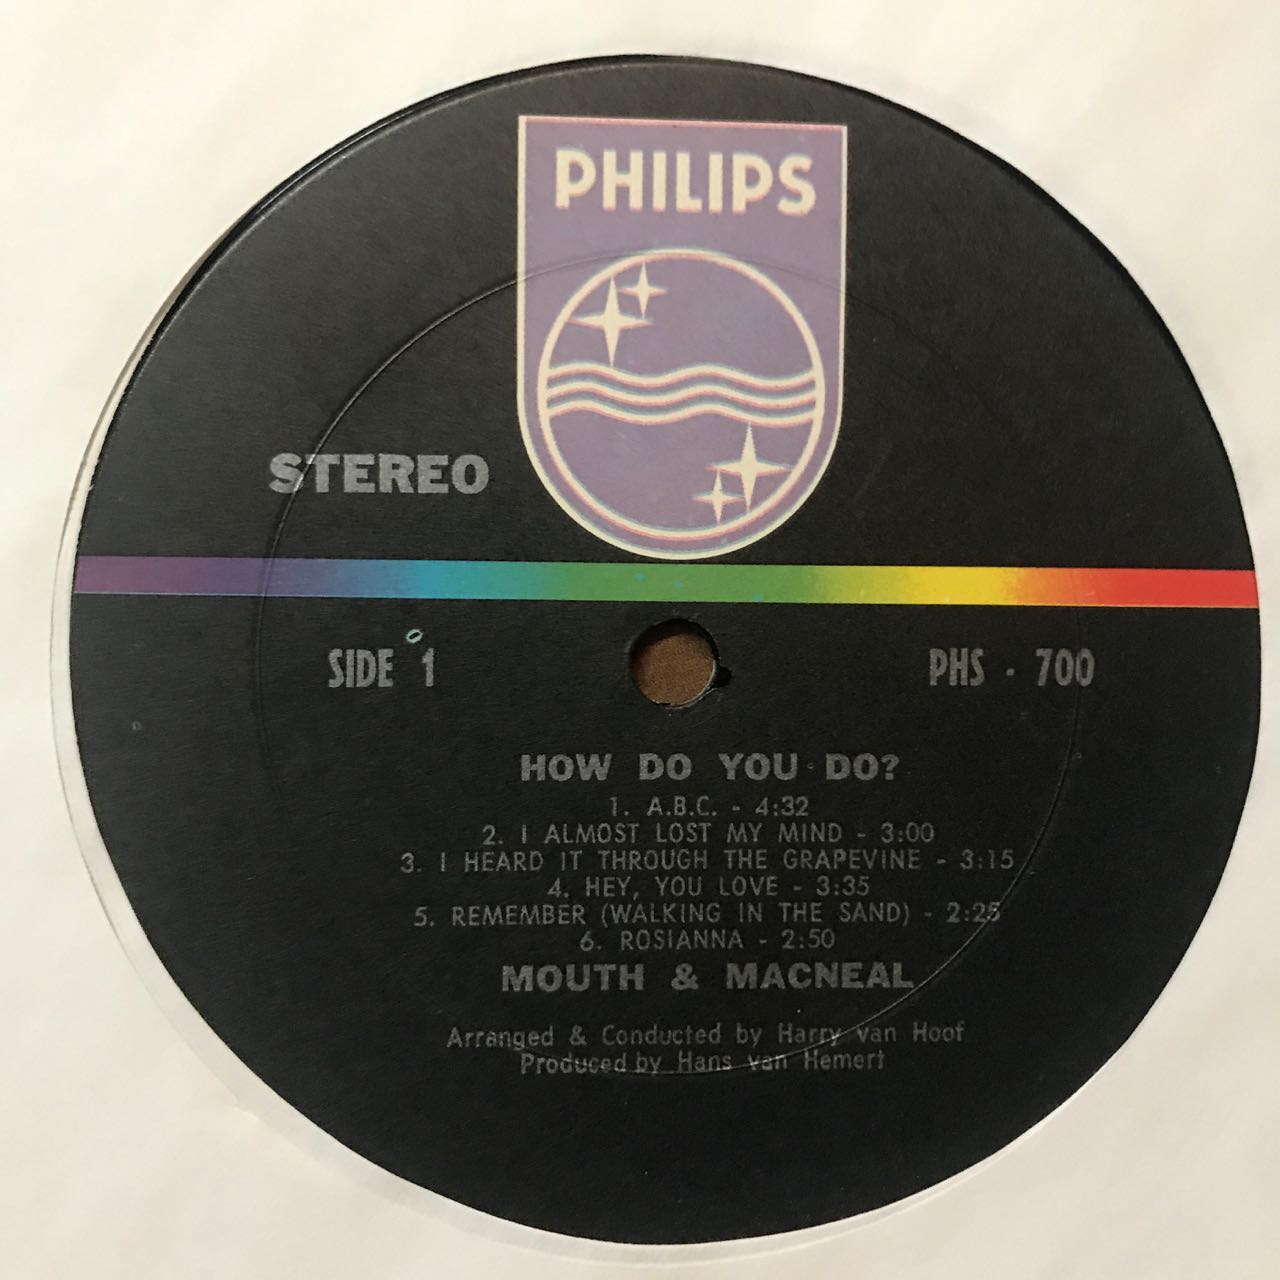 PHILIPS
STEREO
SIDE 1
PHS - 700
HOW DO YOU DO?
1. A.B.C. - 4:32
2. I ALMOST LOST MY MIND - 3:00
3. I HEARD IT THROUGH THE GRAPEVINE - 3:15
4. HEY, YOU LOVE - 3:35
5. REMEMBER (WALKING IN THE SAND) - 2:25
6. ROSIANNA - 2:50
MOUTH & MACNEAL
Arranged & Conducted by Harry van Hoof
Produced by Hans van Hemert